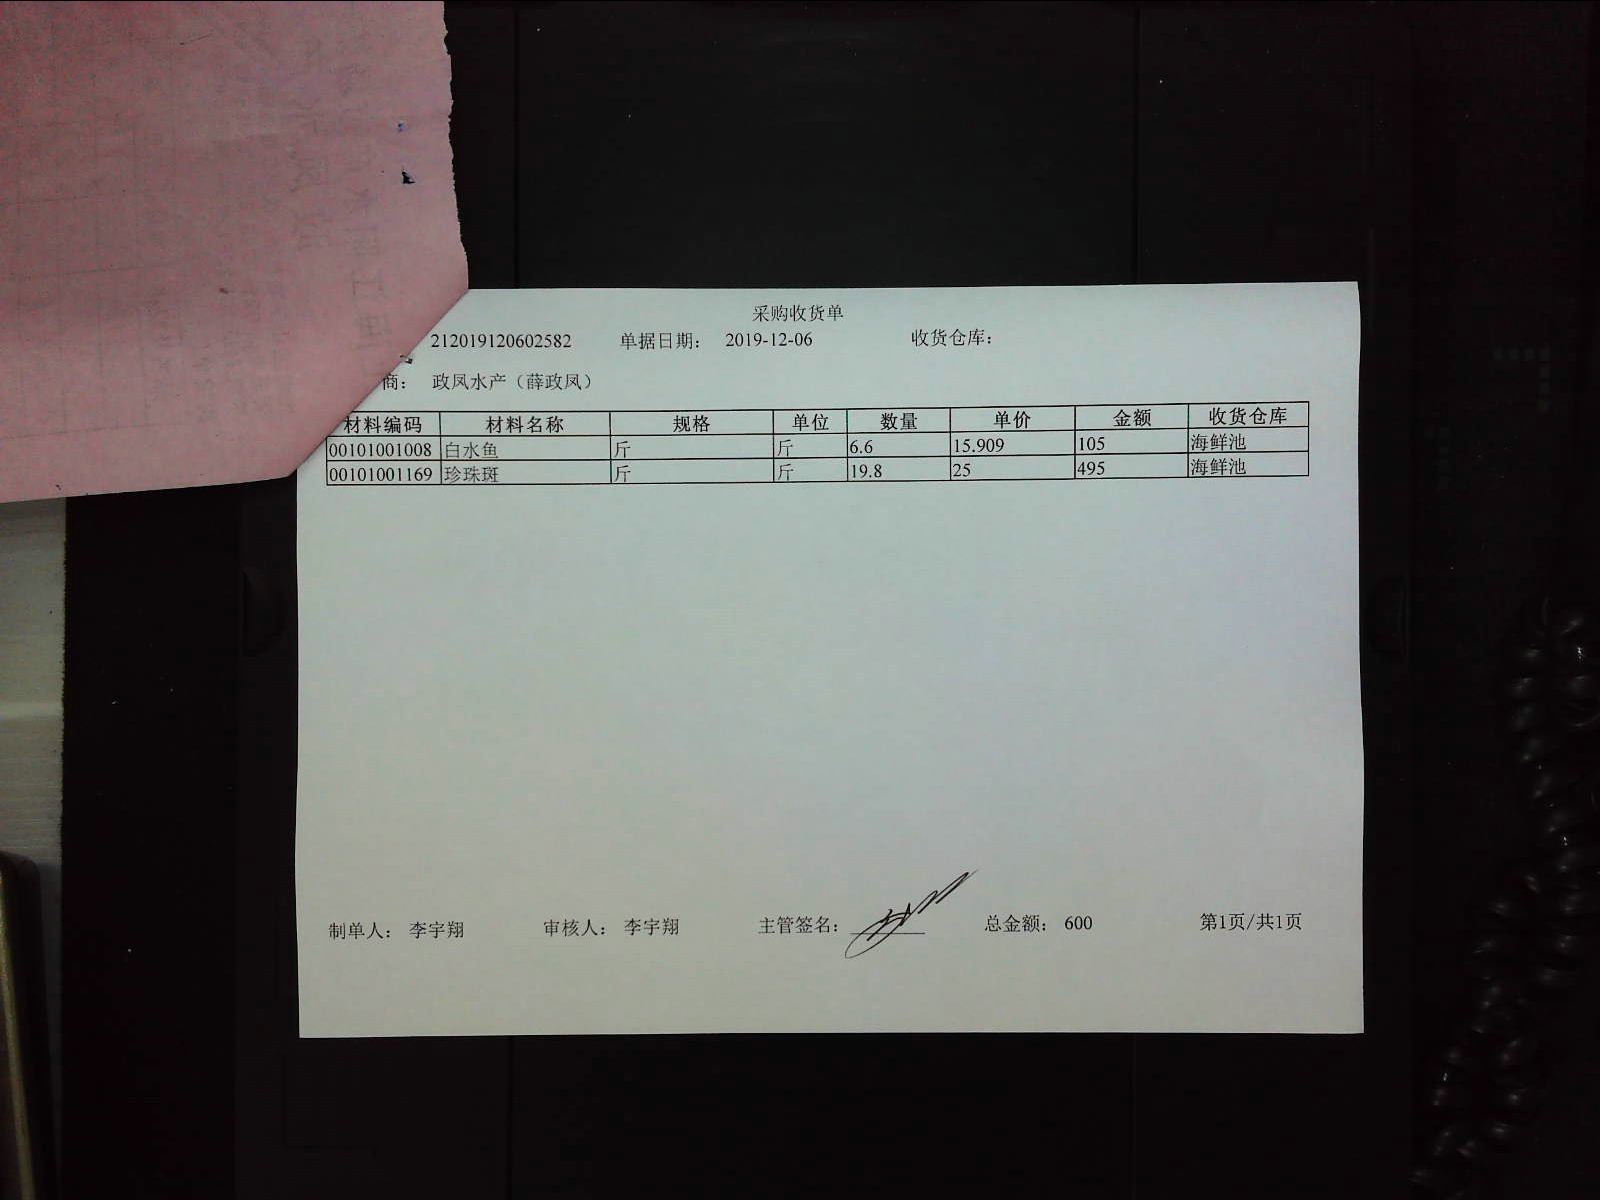 采购收货单
212019120602582 单据日期: 2019-12-06 收货仓库:
商: 政凤水产（薛政凤）
材料编码 材料名称 规格 单位 数量 单价 金额 收货仓库
00101001008 白水鱼 斤 斤 6.6 15.909 105 海鲜池
00101001169 珍珠斑 斤 斤 19.8 25 495 海鲜池
制单人: 李宇翔 审核人: 李宇翔 主管签名: 总金额: 600 第1页/共1页